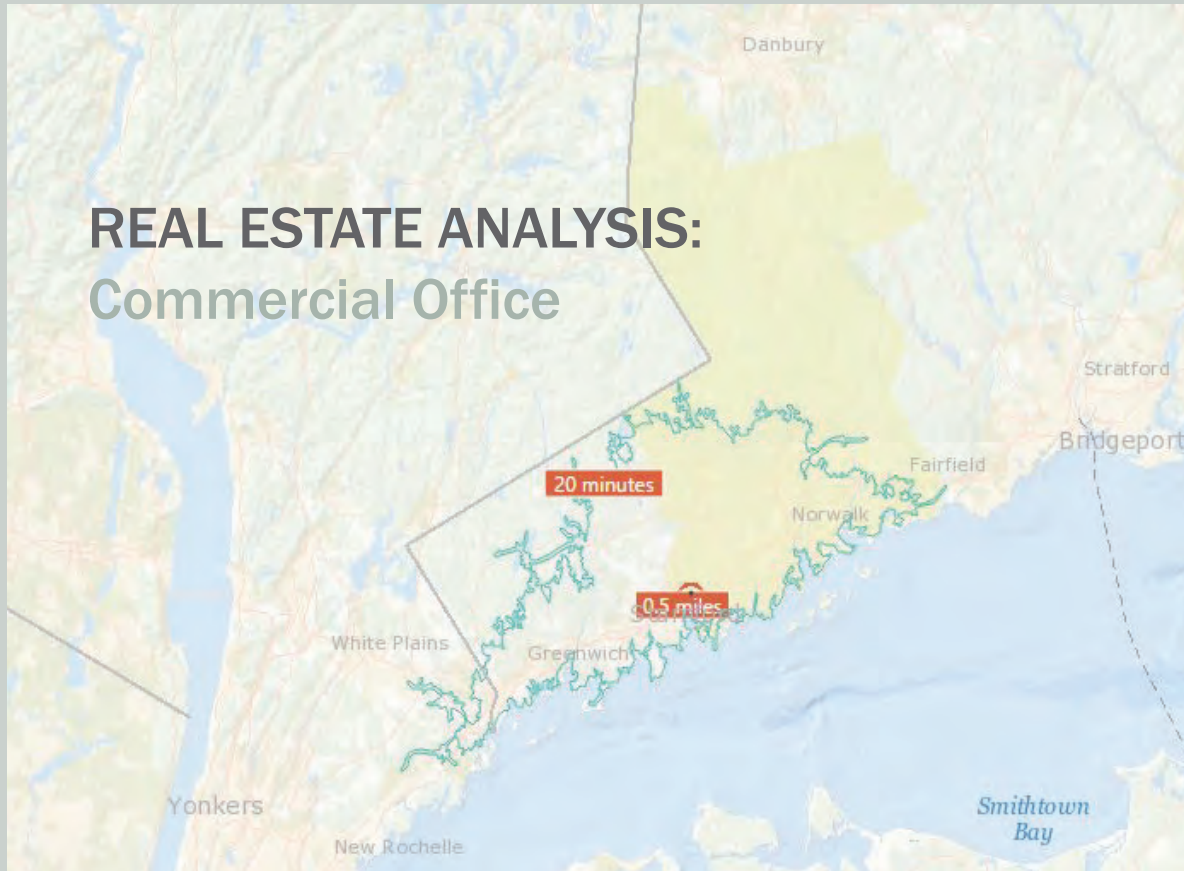 Danbury
REAL ESTATE ANALYSIS:
Commercial Office
Stratford
Bridgeport
Fairfield
20 minutes
Norwalk
0.5 miles
Stamford
White Plains
Greenwich
Yonkers
Smithtown
Bay
New Rochelle